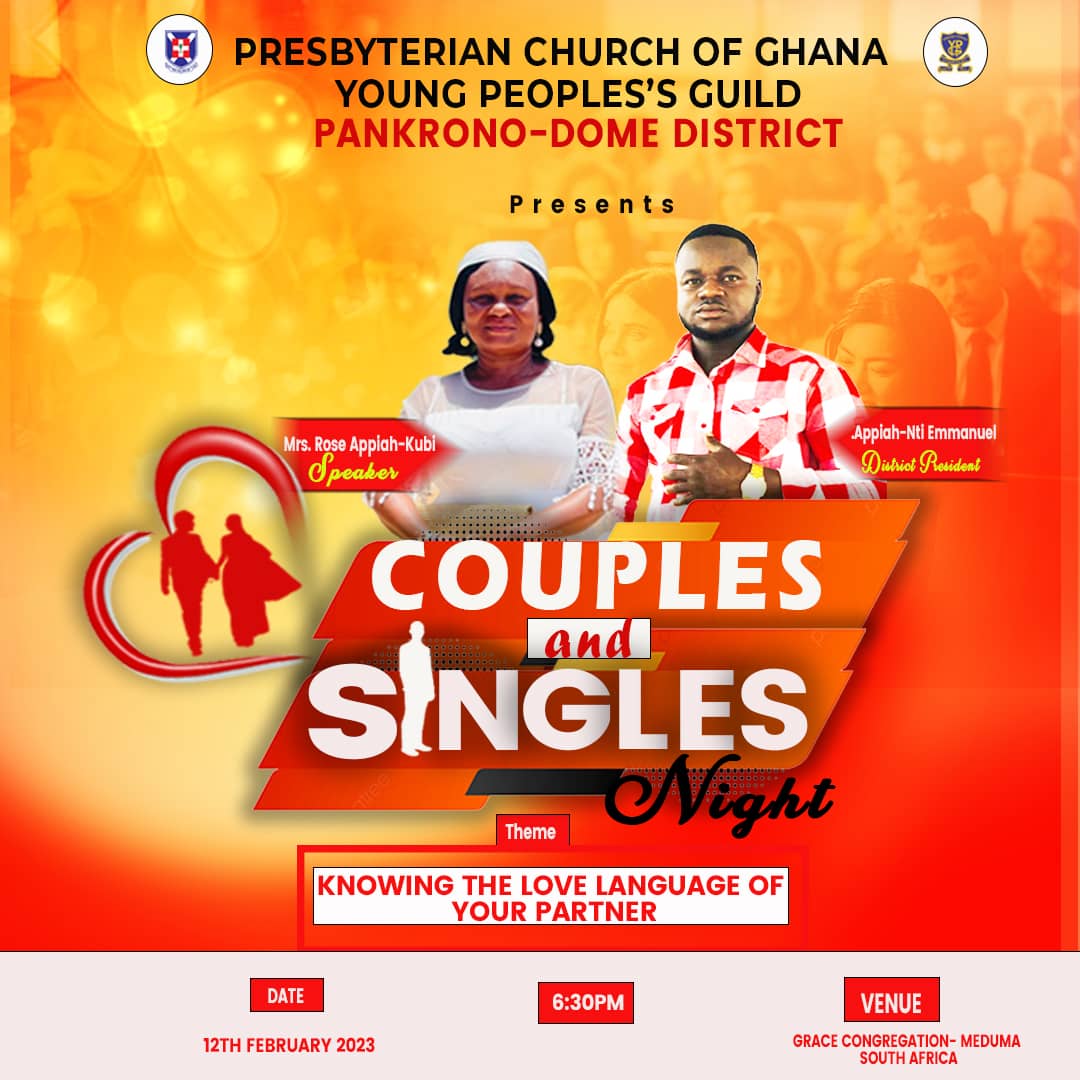 PRESBYTERIAN CHURCH OF GHANA
YOUNG PEOPLES'S GUILD
PANKRONO-DOME DISTRICT
Presents
Mrs. Rose Appiah-Kubi
Speaker
.Appiah-Nti Emmanuel
District President
COUPLES
and
SINGLES
Night
Theme
KNOWING THE LOVE LANGUAGE OF
YOUR PARTNER
DATE
12TH FEBRUARY 2023
6:30PM
VENUE
GRACE CONGREGATION- MEDUMA
SOUTH AFRICA